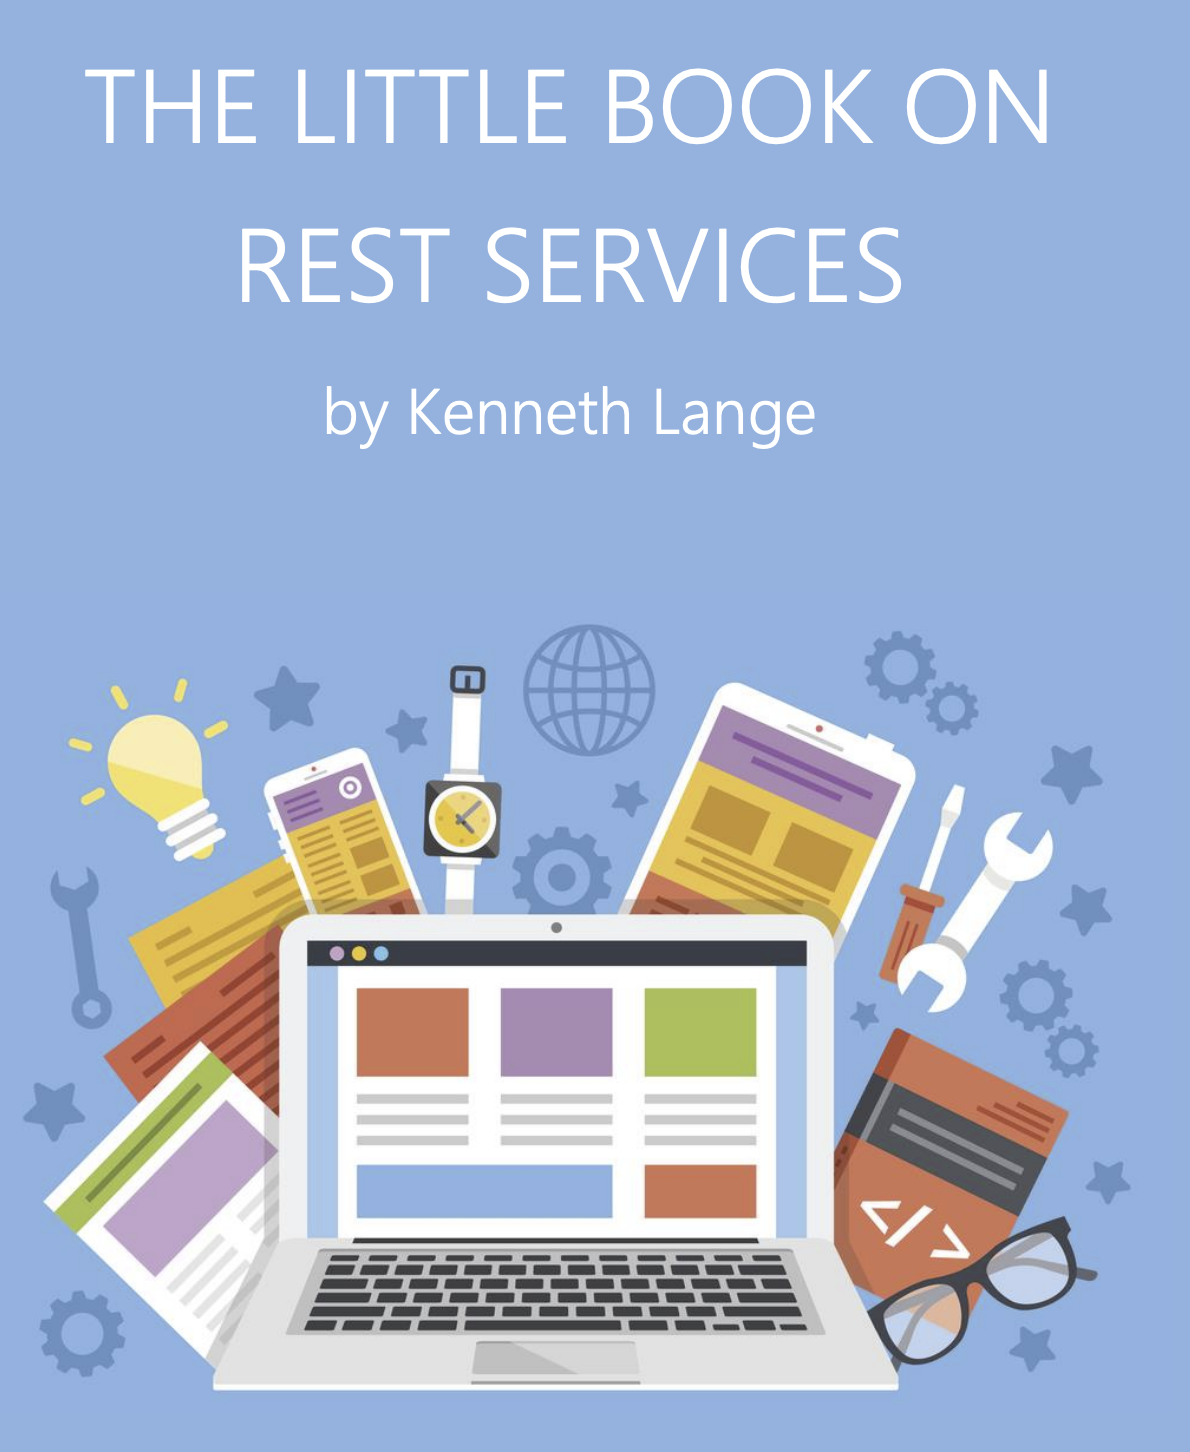 THE LITTLE BOOK ON
REST SERVICES
by Kenneth Lange
</>